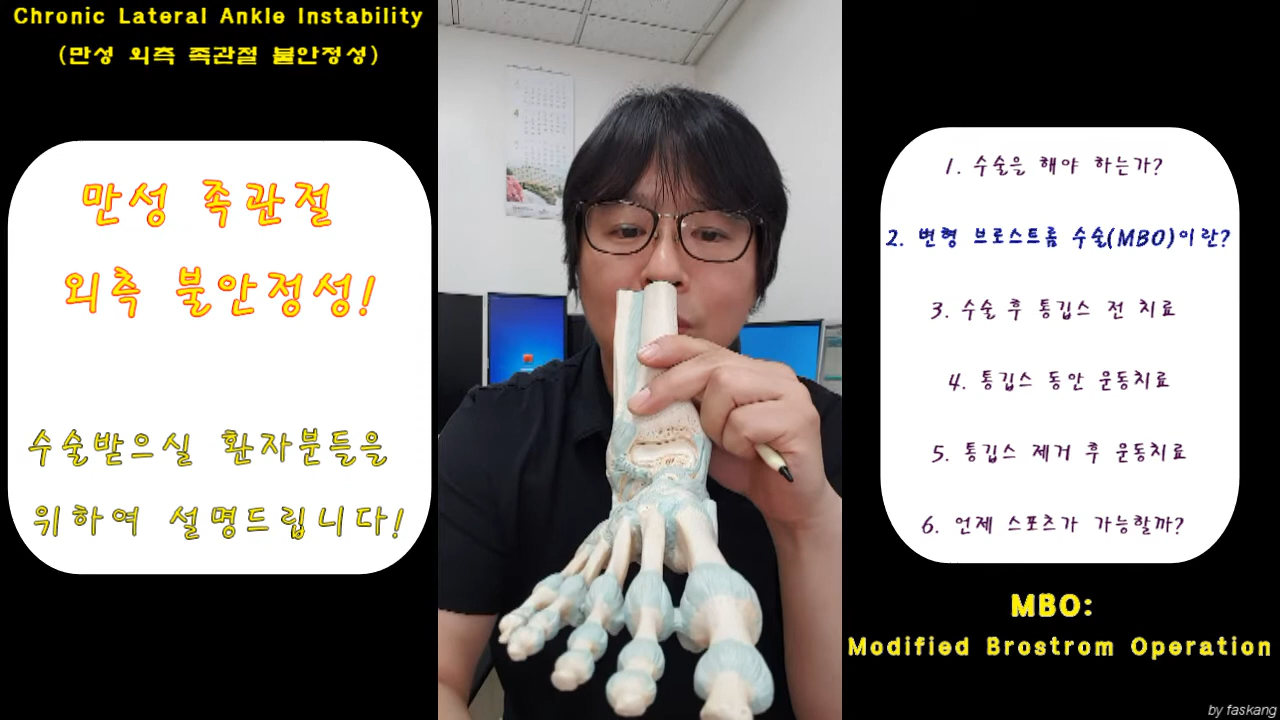 Chronic Lateral Ankle Instability
(만성 외측 족관절 불안정성)
만성 족관절
외측 불안정성!
수술받으실 환자분들을
위하여 설명드립니다!
1. 수술을 해야 하는가?
2. 변형 브로스트롬 수술(MBO)이란?
3. 수술 후 통깁스 전 치료
4. 통깁스 동안 운동치료
5. 통깁스 제거 후 운동치료
6. 언제 스포츠가 가능할까?
MBO:
Modified Brostrom Operation
by faskang